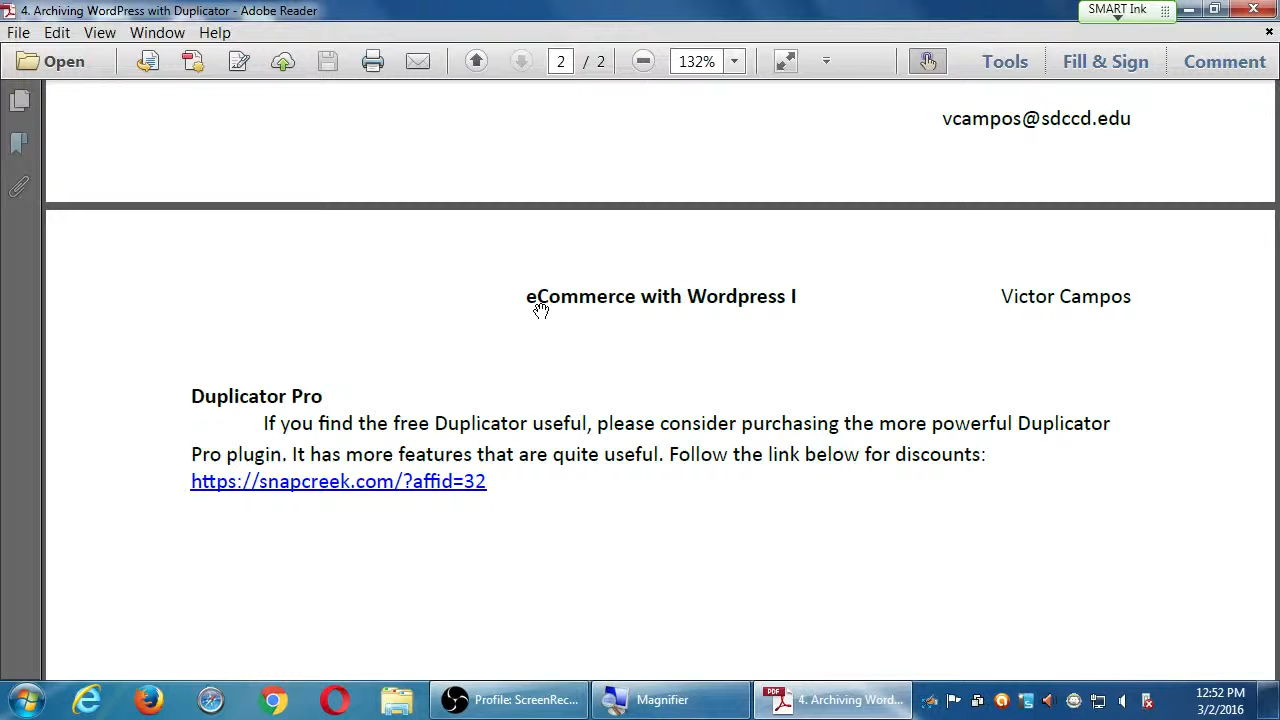 4. Archiving WordPress with Duplicator - Adobe Reader
SMART Ink
File Edit View Window Help
Open 2 / 2 132% Tools Fill & Sign Comment
vcampos@sdccd.edu
eCommerce with Wordpress I Victor Campos
Duplicator Pro
If you find the free Duplicator useful, please consider purchasing the more powerful Duplicator
Pro plugin. It has more features that are quite useful. Follow the link below for discounts:
https://snapcreek.com/?affid=32
Profile: ScreenRec... Magnifier PDF 4. Archiving Word... 12:52 PM
3/2/2016